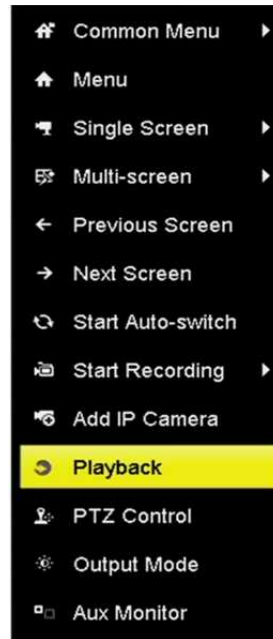 Common Menu
Menu
Single Screen
Multi-screen
Previous Screen
Next Screen
Start Auto-switch
Start Recording
Add IP Camera
Playback
PTZ Control
Output Mode
Aux Monitor